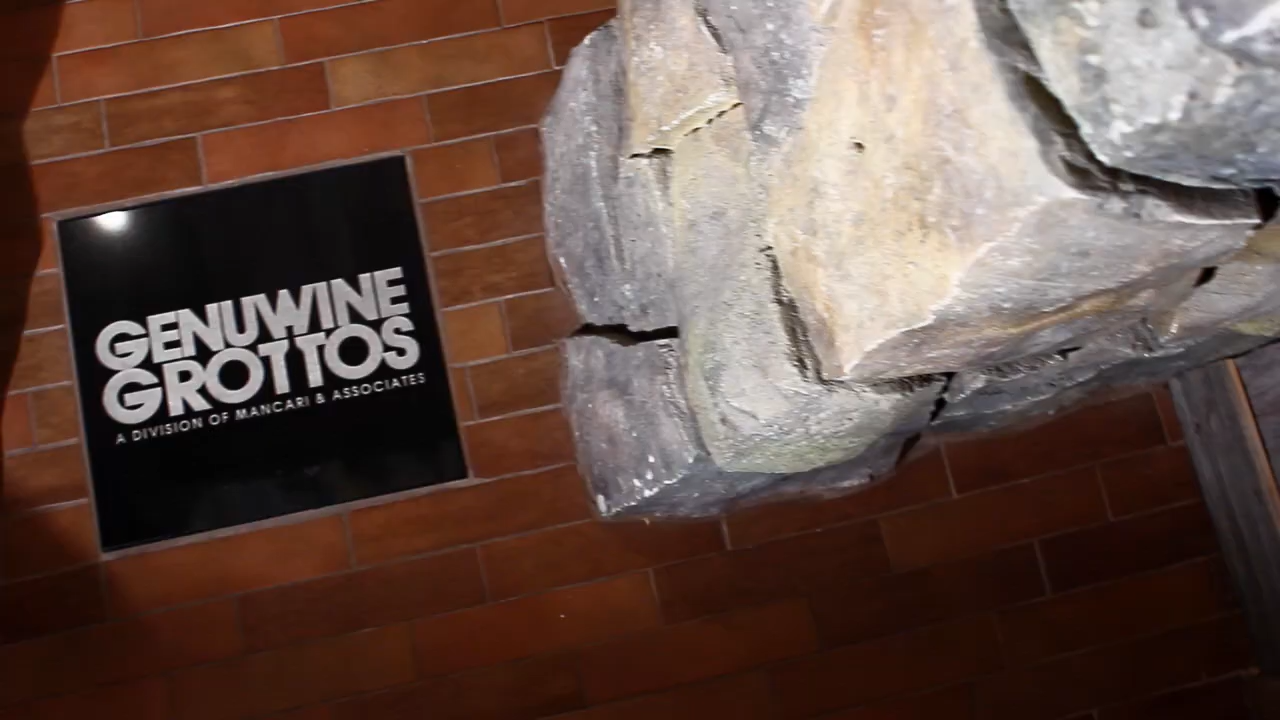 GENUWINE
GROTTOS
A DIVISION OF MANCARI & ASSOCIATES